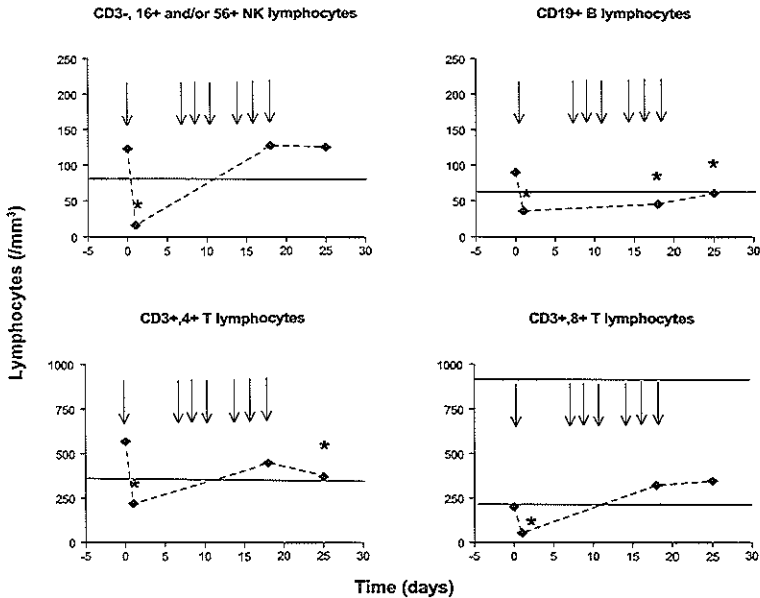 CD3-, 16+ and/or 56+ NK lymphocytes
CD19+ B lymphocytes
250
200
150
100
50
0
-5 0 5 10 15 20 25 30
*
250
200
150
100
50
0
-5 0 5 10 15 20 25 30
* * *
Lymphocytes (/mm³)
CD3+,4+ T lymphocytes
CD3+,8+ T lymphocytes
1000
750
500
250
0
-5 0 5 10 15 20 25 30
* *
1000
750
500
250
0
-5 0 5 10 15 20 25 30
*
Time (days)